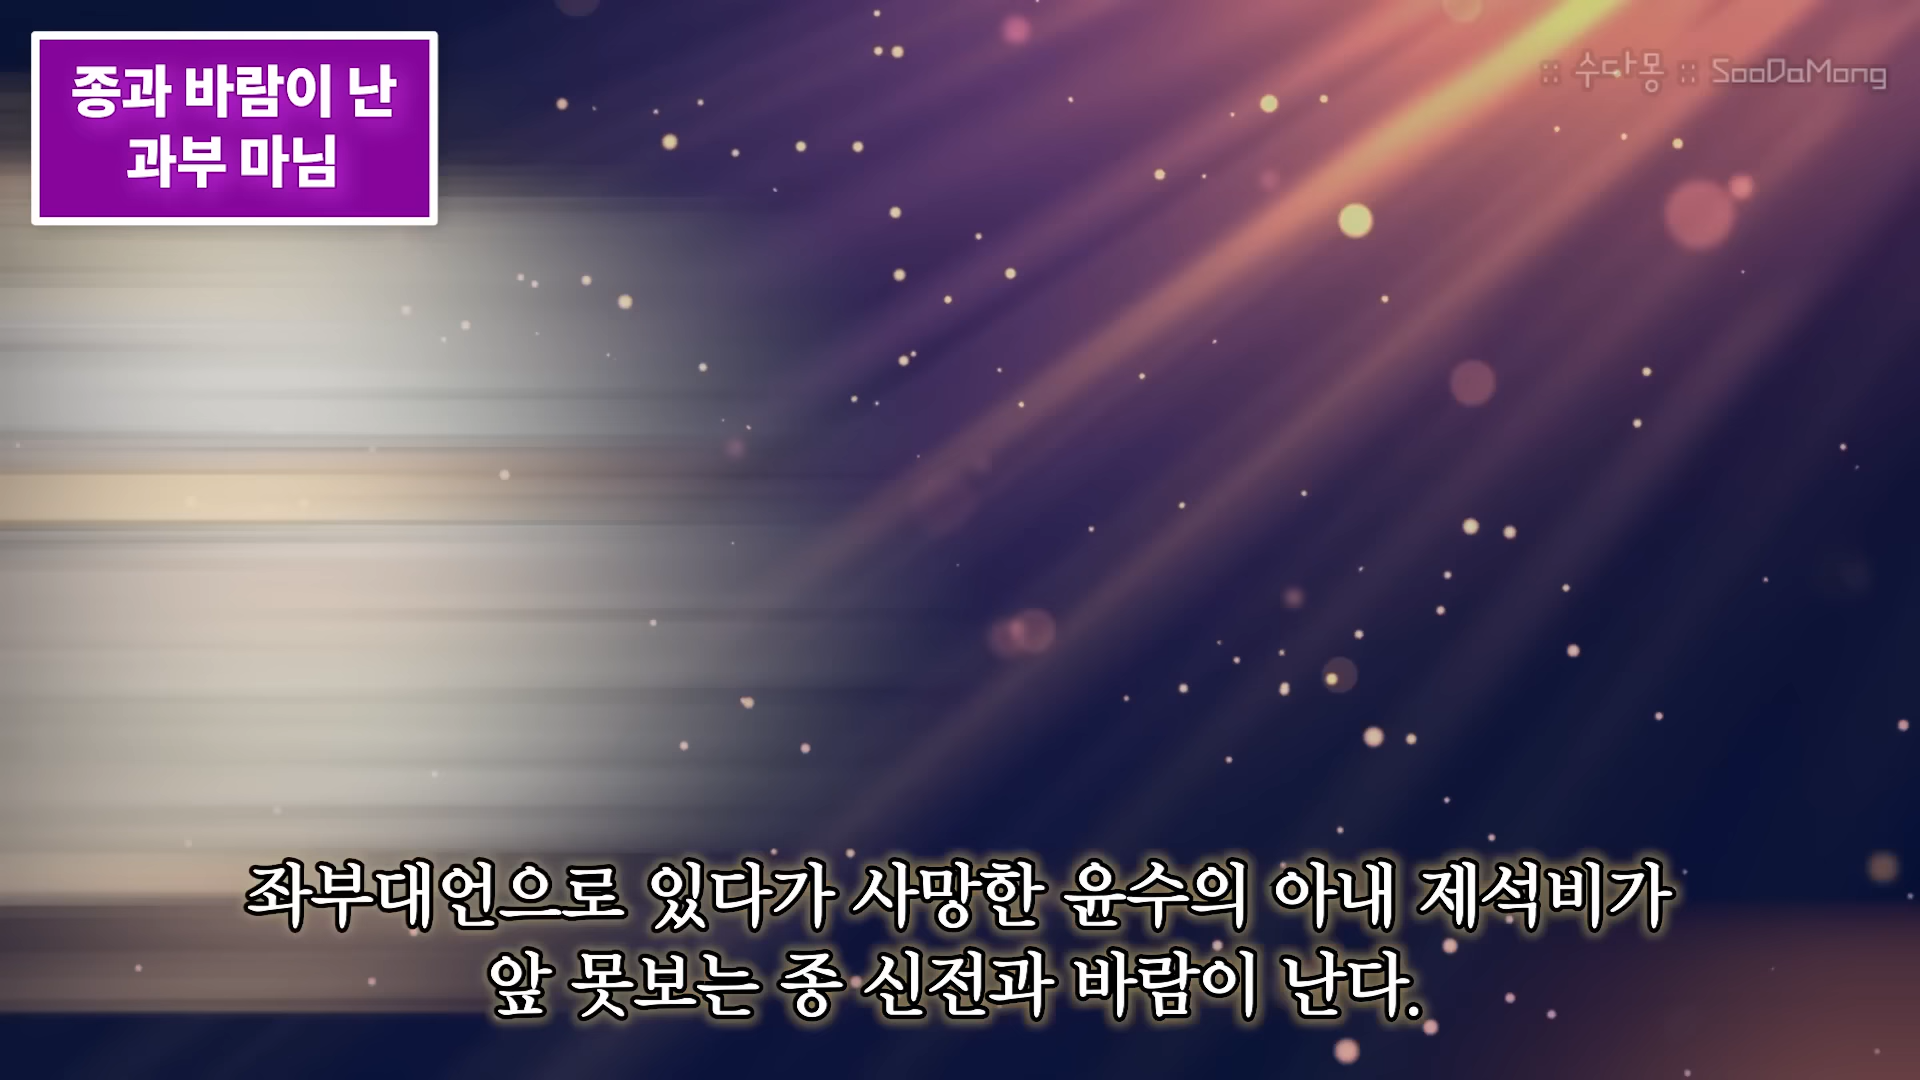 종과 바람이 난
과부 마님
:: 수다몽 :: SooDaMong
좌부대언으로 있다가 사망한 윤수의 아내 제석비가
앞 못보는 종 신전과 바람이 난다.